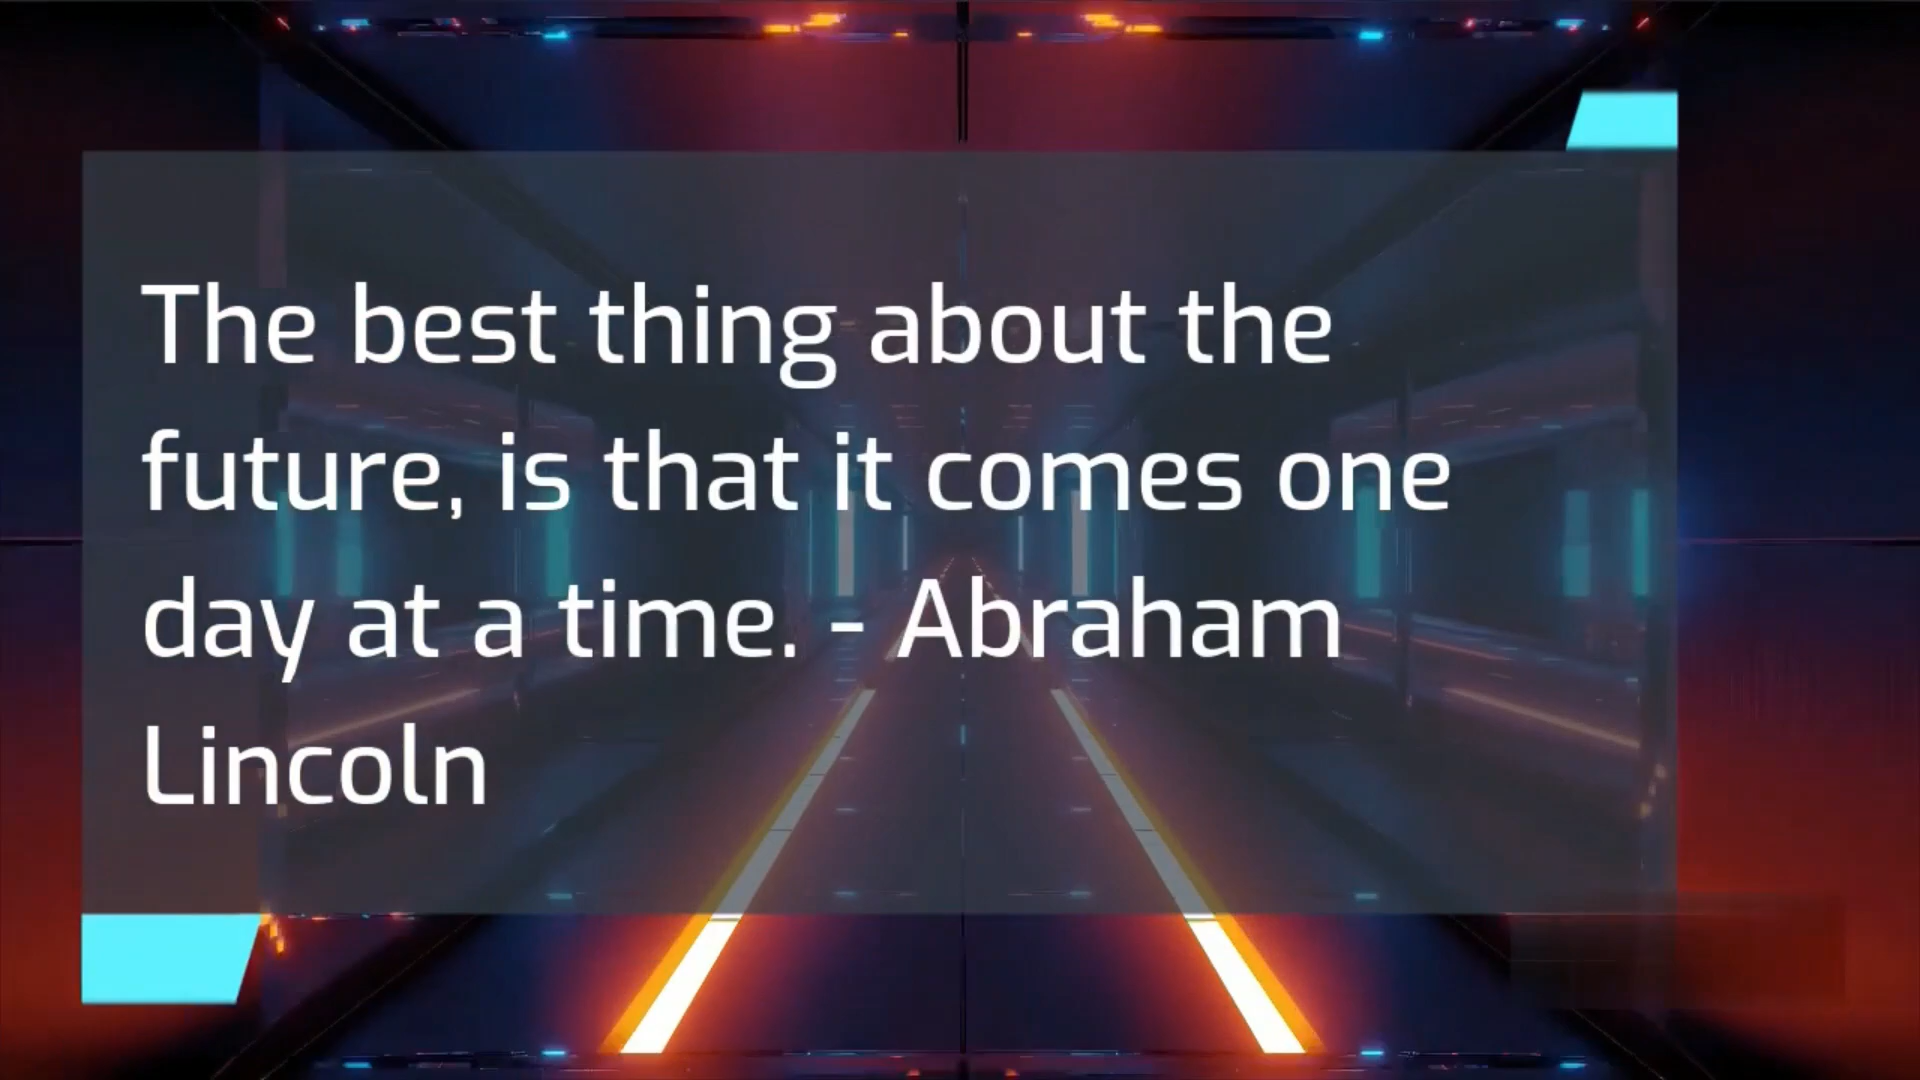 The best thing about the
future, is that it comes one
day at a time. - Abraham
Lincoln